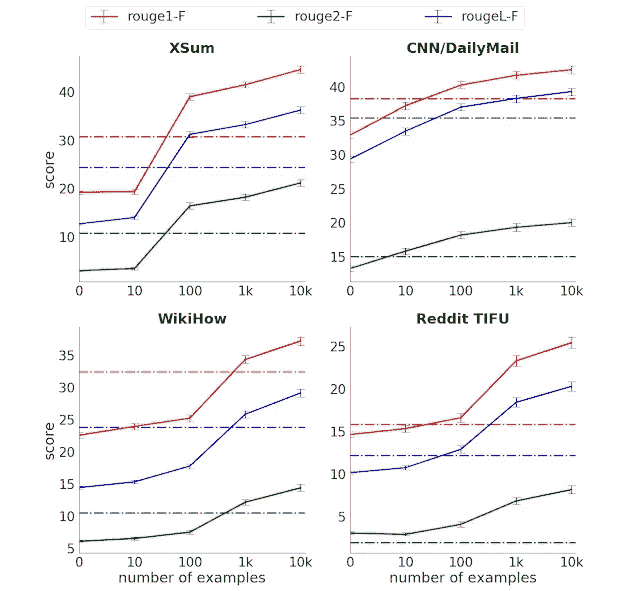 rouge1-F rouge2-F rougeL-F
XSum CNN/DailyMail
40
30
20
10
score
0 10 100 1k 10k
40
35
30
25
20
15
0 10 100 1k 10k
WikiHow Reddit TIFU
35
30
25
20
15
10
5
score
0 10 100 1k 10k
number of examples
25
20
15
10
5
0 10 100 1k 10k
number of examples